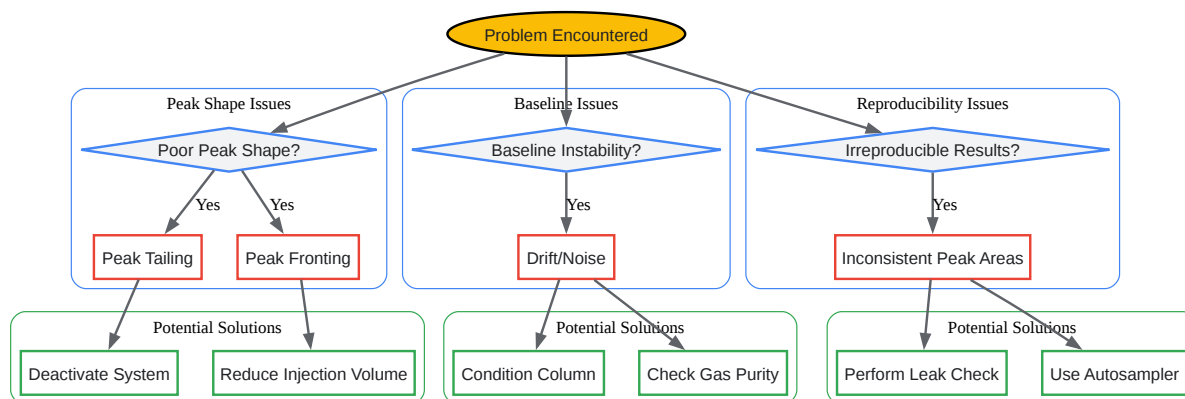 Problem Encountered
Peak Shape Issues
Baseline Issues
Reproducibility Issues
Poor Peak Shape?
Baseline Instability?
Irreproducible Results?
Yes
Yes
Yes
Yes
Peak Tailing
Peak Fronting
Drift/Noise
Inconsistent Peak Areas
Potential Solutions
Potential Solutions
Potential Solutions
Deactivate System
Reduce Injection Volume
Condition Column
Check Gas Purity
Perform Leak Check
Use Autosampler